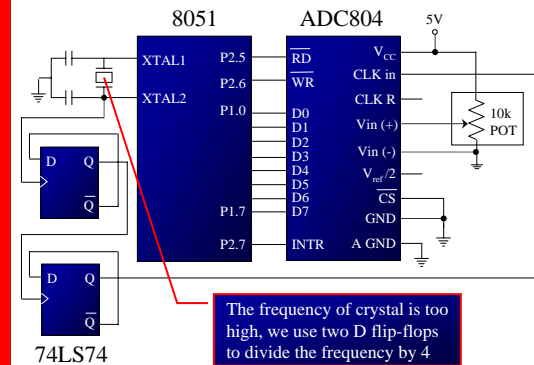 8051
ADC804
5V
XTAL1
XTAL2
P2.5
P2.6
P1.0
P1.7
P2.7
RD
WR
D0
D1
D2
D3
D4
D5
D6
D7
INTR
VCC
CLK in
CLK R
Vin (+)
Vin (-)
Vref/2
CS
GND
A GND
10k
POT
D Q
Q
D Q
Q
74LS74
The frequency of crystal is too
high, we use two D flip-flops
to divide the frequency by 4